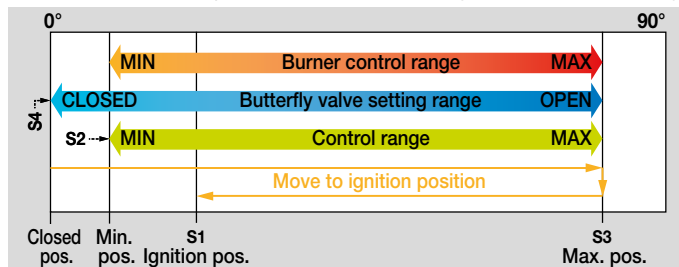 0° 90°
MIN Burner control range MAX
CLOSED Butterfly valve setting range OPEN
S4
S2 MIN Control range MAX
Move to ignition position
Closed Min. S1 S3
pos. pos. Ignition pos. Max. pos.